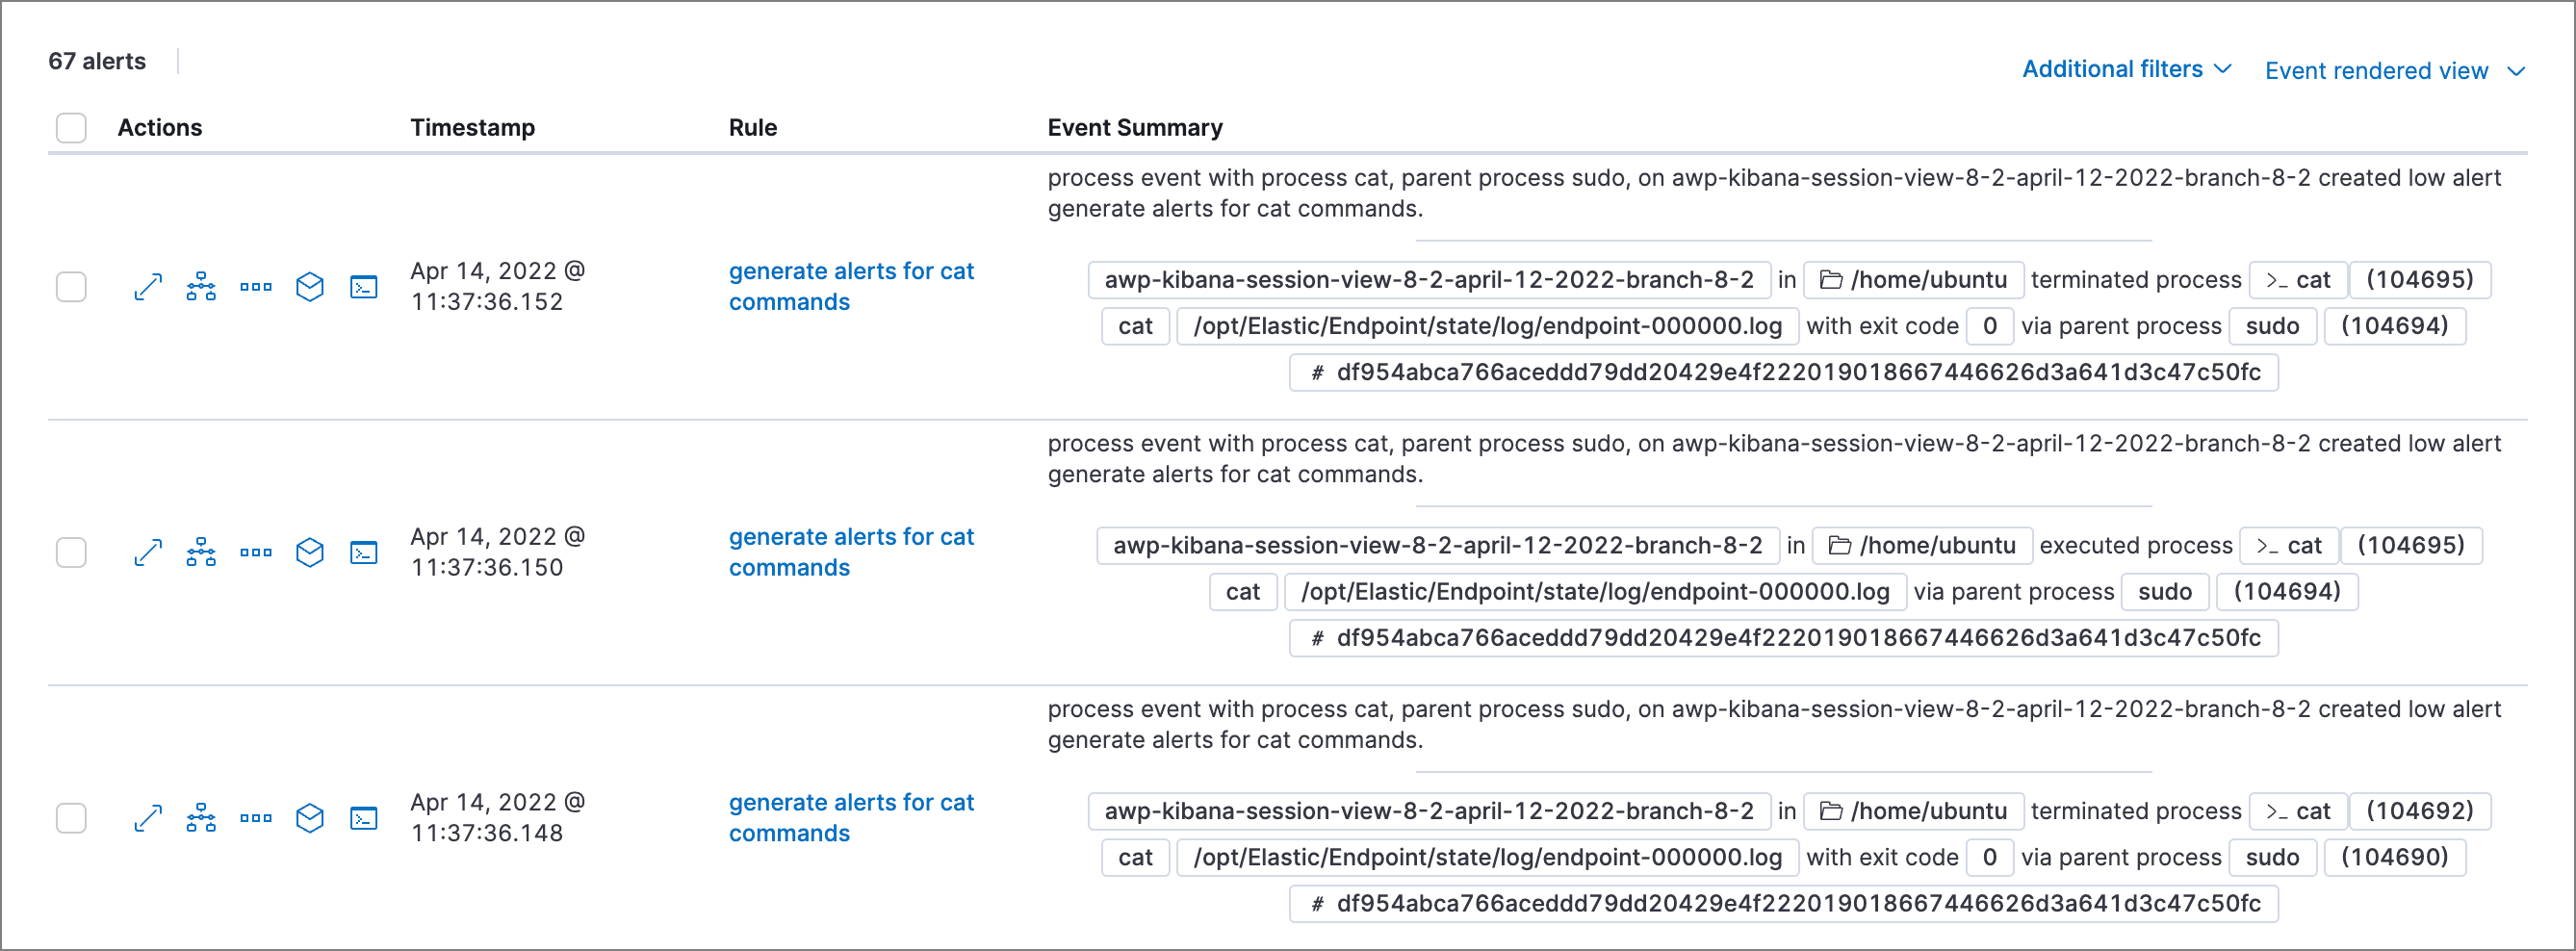 67 alerts
Additional filters Event rendered view
Actions Timestamp Rule Event Summary
process event with process cat, parent process sudo, on awp-kibana-session-view-8-2-april-12-2022-branch-8-2 created low alert
generate alerts for cat commands.
Apr 14, 2022 @
11:37:36.152
generate alerts for cat
commands
awp-kibana-session-view-8-2-april-12-2022-branch-8-2 in /home/ubuntu terminated process >_ cat (104695)
cat /opt/Elastic/Endpoint/state/log/endpoint-000000.log with exit code 0 via parent process sudo (104694)
# df954abca766aceddd79dd20429e4f222019018667446626d3a641d3c47c50fc
process event with process cat, parent process sudo, on awp-kibana-session-view-8-2-april-12-2022-branch-8-2 created low alert
generate alerts for cat commands.
Apr 14, 2022 @
11:37:36.150
generate alerts for cat
commands
awp-kibana-session-view-8-2-april-12-2022-branch-8-2 in /home/ubuntu executed process >_ cat (104695)
cat /opt/Elastic/Endpoint/state/log/endpoint-000000.log via parent process sudo (104694)
# df954abca766aceddd79dd20429e4f222019018667446626d3a641d3c47c50fc
process event with process cat, parent process sudo, on awp-kibana-session-view-8-2-april-12-2022-branch-8-2 created low alert
generate alerts for cat commands.
Apr 14, 2022 @
11:37:36.148
generate alerts for cat
commands
awp-kibana-session-view-8-2-april-12-2022-branch-8-2 in /home/ubuntu terminated process >_ cat (104692)
cat /opt/Elastic/Endpoint/state/log/endpoint-000000.log with exit code 0 via parent process sudo (104690)
# df954abca766aceddd79dd20429e4f222019018667446626d3a641d3c47c50fc